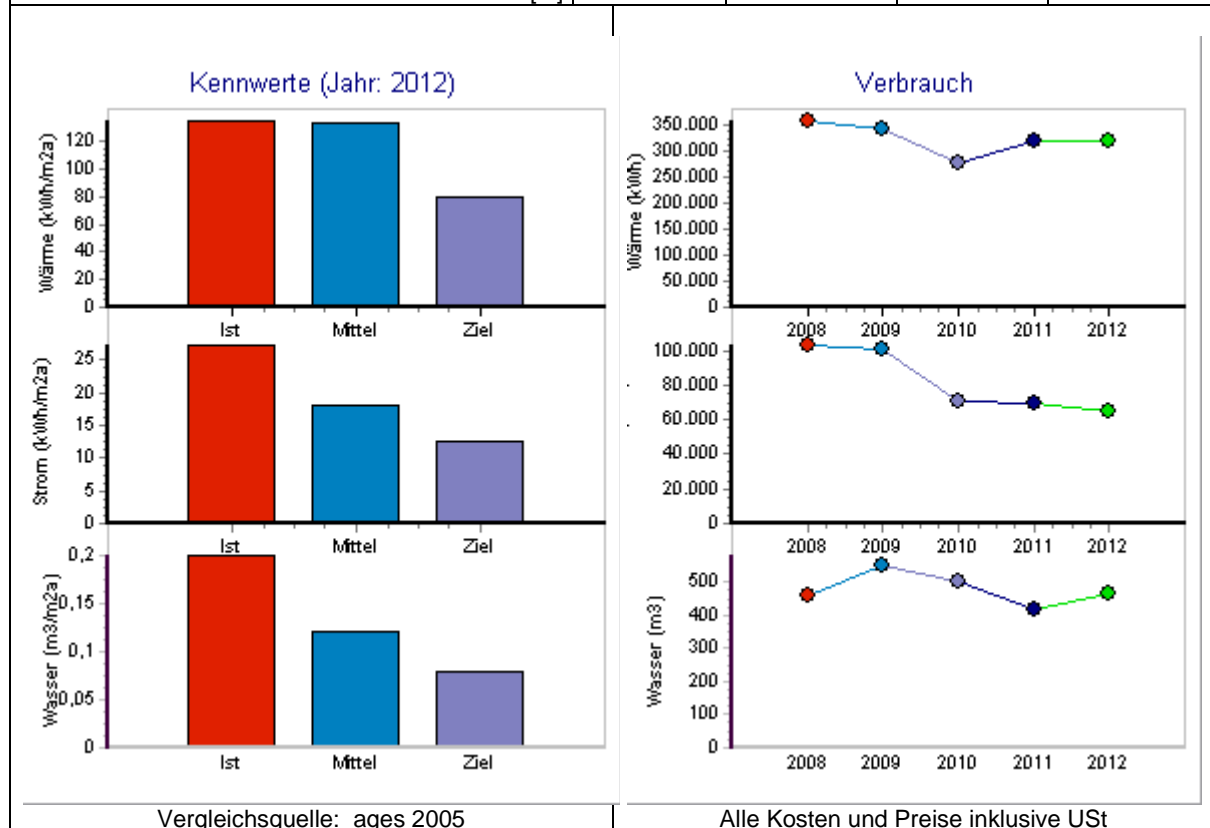 Kennwerte (Jahr: 2012)
Wärme (kWh/m2a)
120
100
80
60
40
20
0
Ist Mittel Ziel
Strom (kWh/m2a)
25
20
15
10
5
0
Ist Mittel Ziel
Wasser (m3/m2a)
0,2
0,15
0,1
0,05
0
Ist Mittel Ziel
Vergleichsquelle: ages 2005
Verbrauch
Wärme (kWh)
350.000
300.000
250.000
200.000
150.000
100.000
50.000
0
2008 2009 2010 2011 2012
100.000
80.000
60.000
40.000
20.000
0
2008 2009 2010 2011 2012
Wasser (m3)
500
400
300
200
100
0
2008 2009 2010 2011 2012
Alle Kosten und Preise inklusive USt